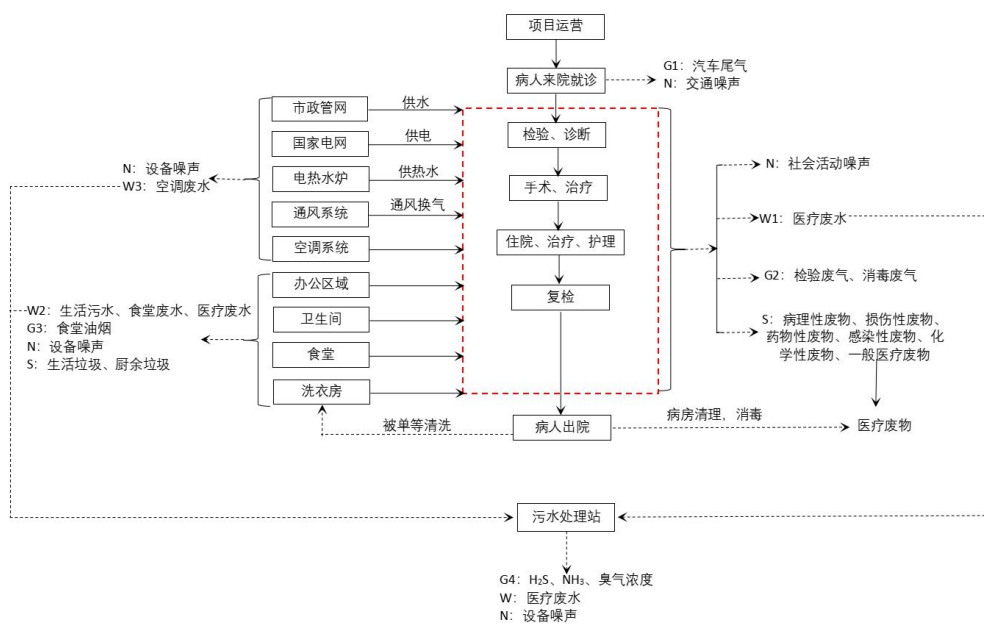 项目运营
病人来院就诊
G1：汽车尾气
N：交通噪声
市政管网
供水
国家电网
供电
电热水炉
供热水
通风系统
通风换气
空调系统
N：设备噪声
W3：空调废水
检验、诊断
手术、治疗
住院、治疗、护理
复检
N：社会活动噪声
W1：医疗废水
G2：检验废气、消毒废气
S：病理性废物、损伤性废物、
药物性废物、感染性废物、化
学性废物、一般医疗废物
办公区域
卫生间
食堂
洗衣房
W2：生活污水、食堂废水、医疗废水
G3：食堂油烟
N：设备噪声
S：生活垃圾、厨余垃圾
被单等清洗
病人出院
病房清理，消毒
医疗废物
污水处理站
G4：H₂S、NH₃、臭气浓度
W：医疗废水
N：设备噪声